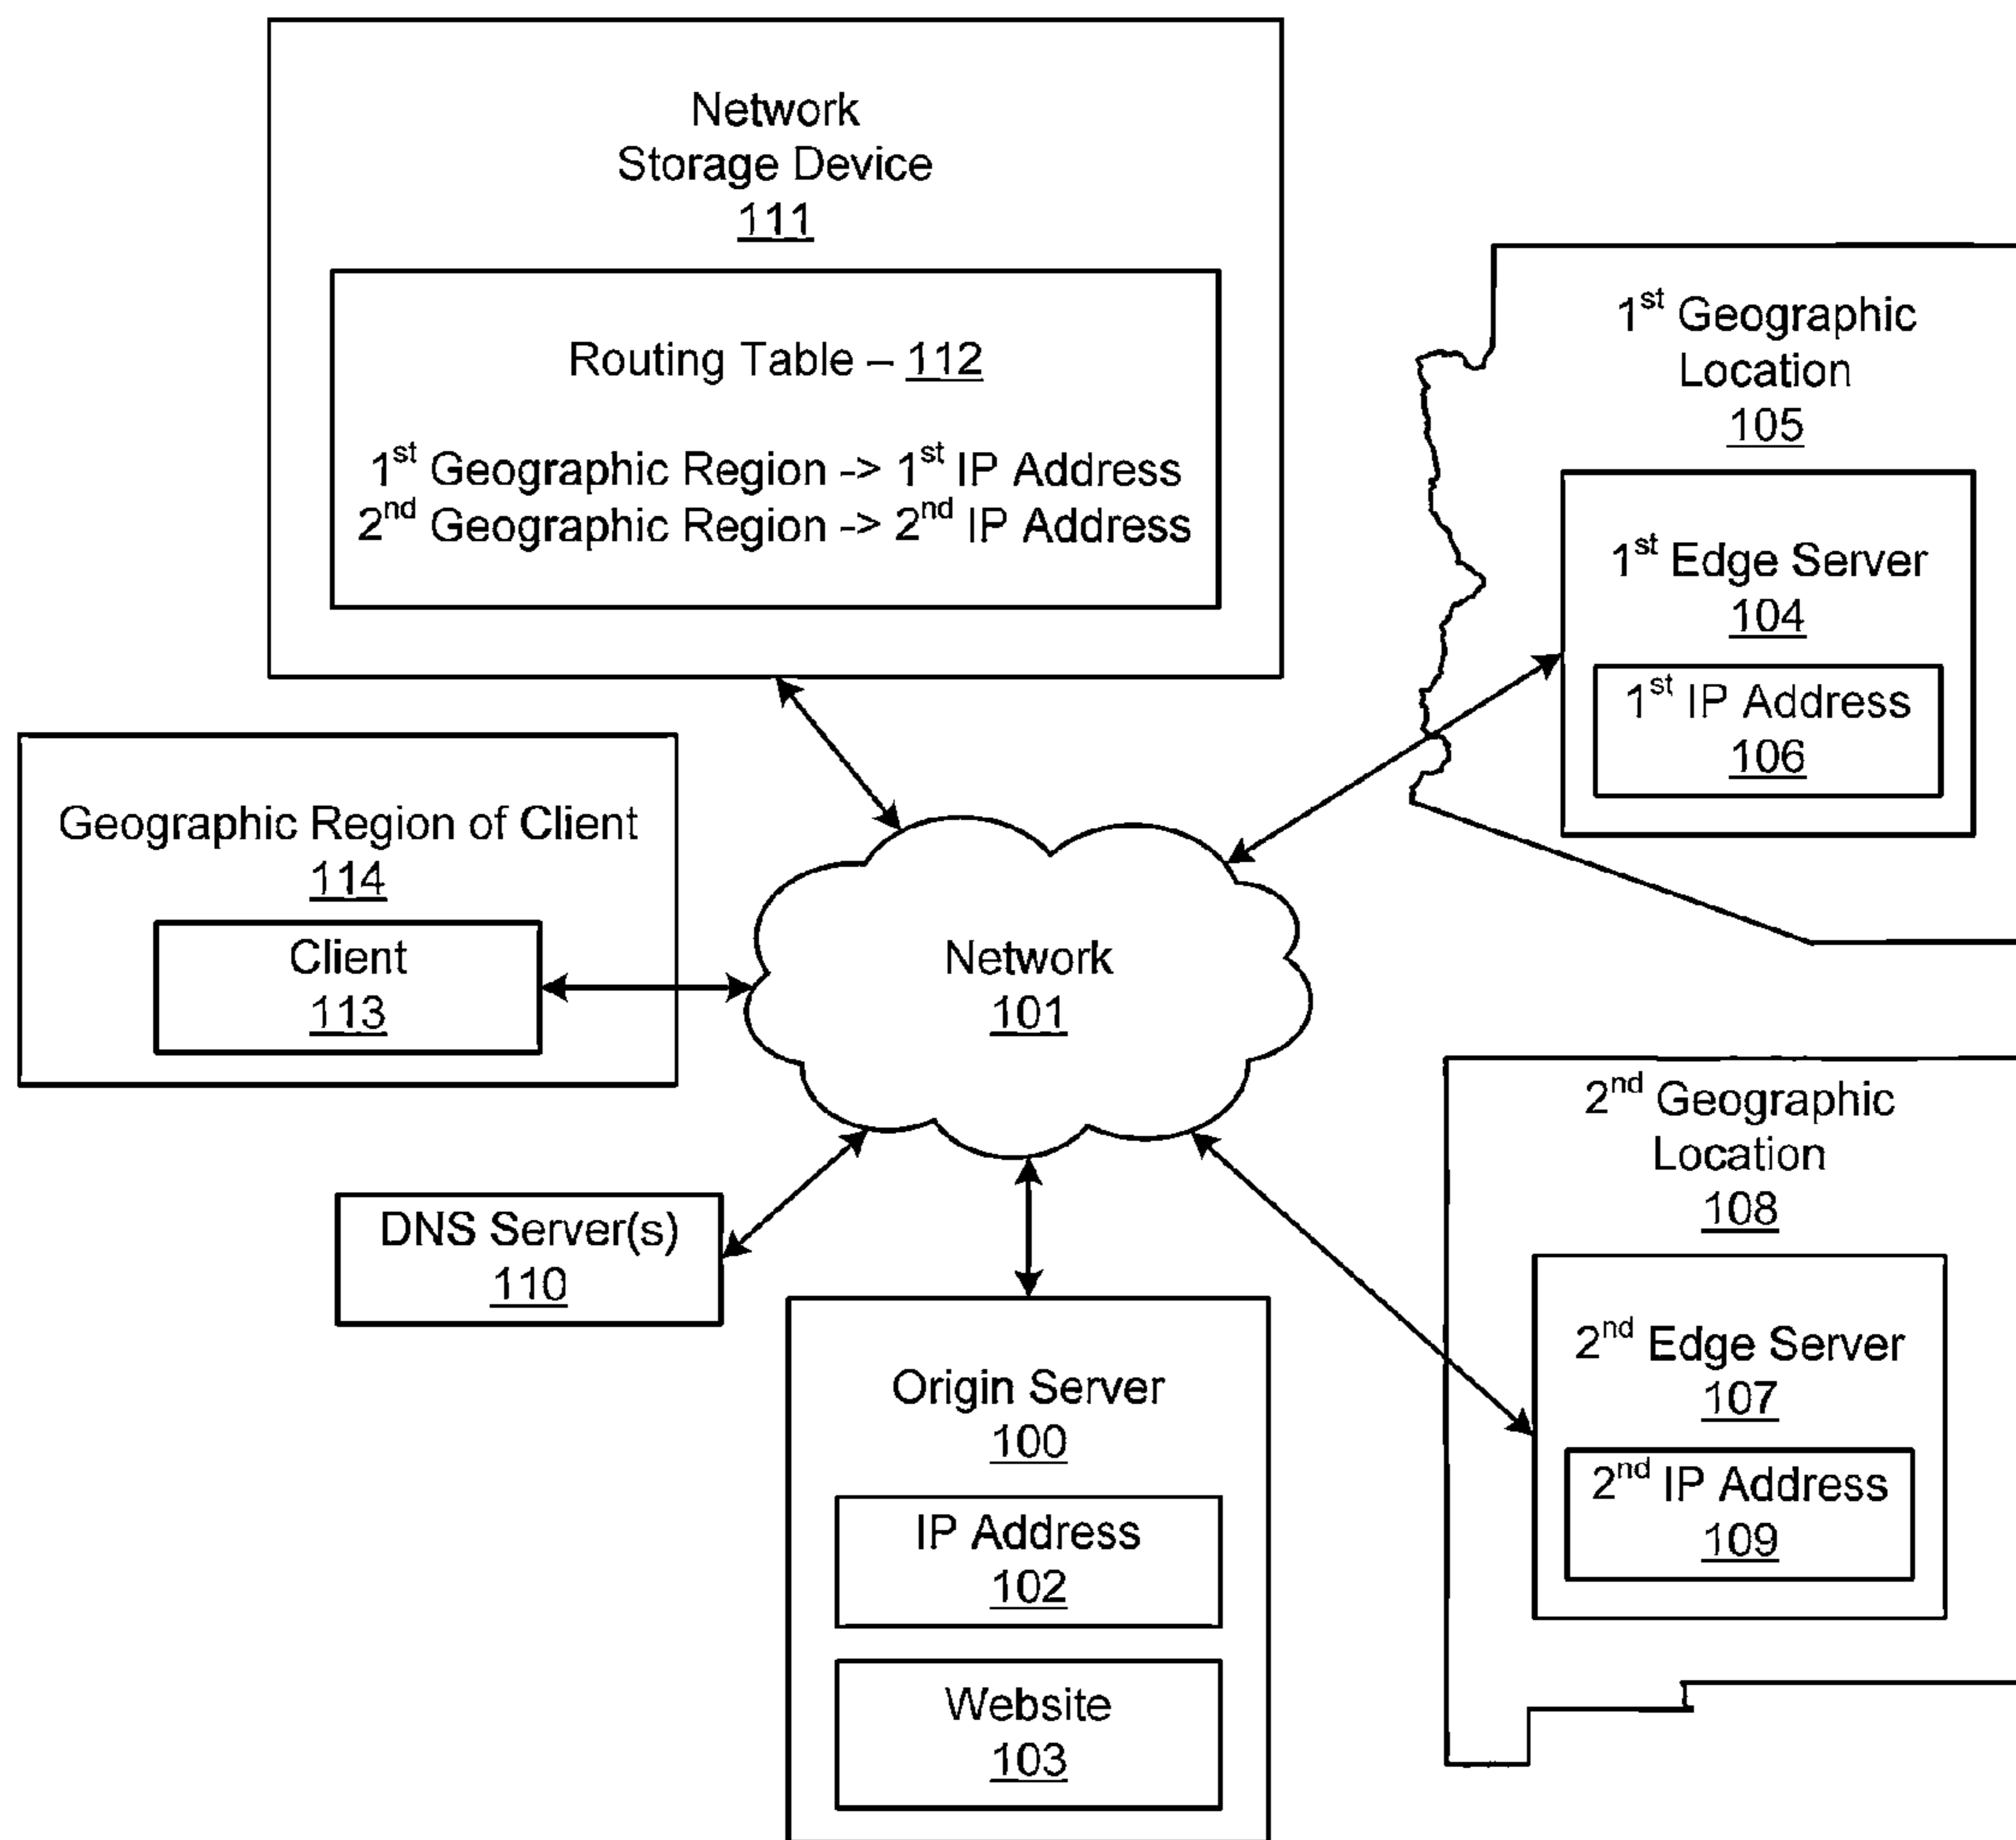 Network
Storage Device
111
Routing Table – 112
1st Geographic Region -> 1st IP Address
2nd Geographic Region -> 2nd IP Address
1st Geographic
Location
105
1st Edge Server
104
1st IP Address
106
Geographic Region of Client
114
Client
113
Network
101
2nd Geographic
Location
108
2nd Edge Server
107
2nd IP Address
109
DNS Server(s)
110
Origin Server
100
IP Address
102
Website
103